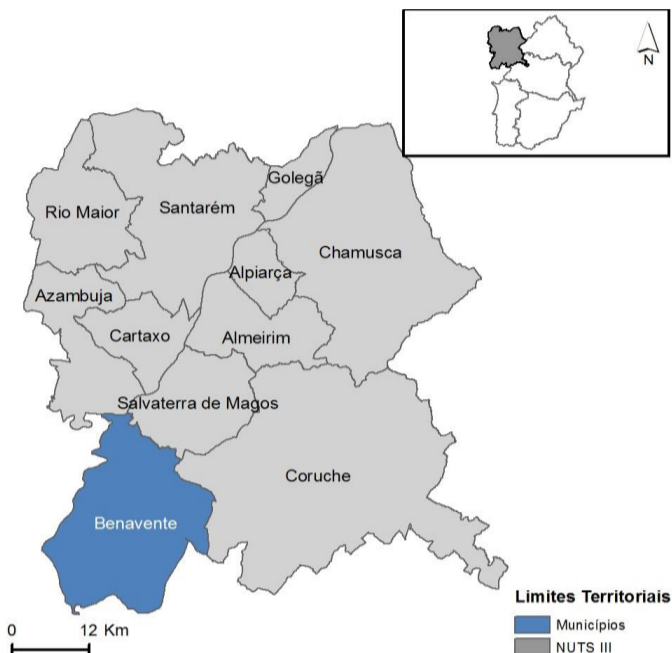 N
Golegã
Rio Maior
Santarém
Chamusca
Alpiarça
Azambuja
Cartaxo
Almeirim
Salvaterra de Magos
Coruche
Benavente
Limites Territoriais
0 12 Km
Municípios
NUTS III